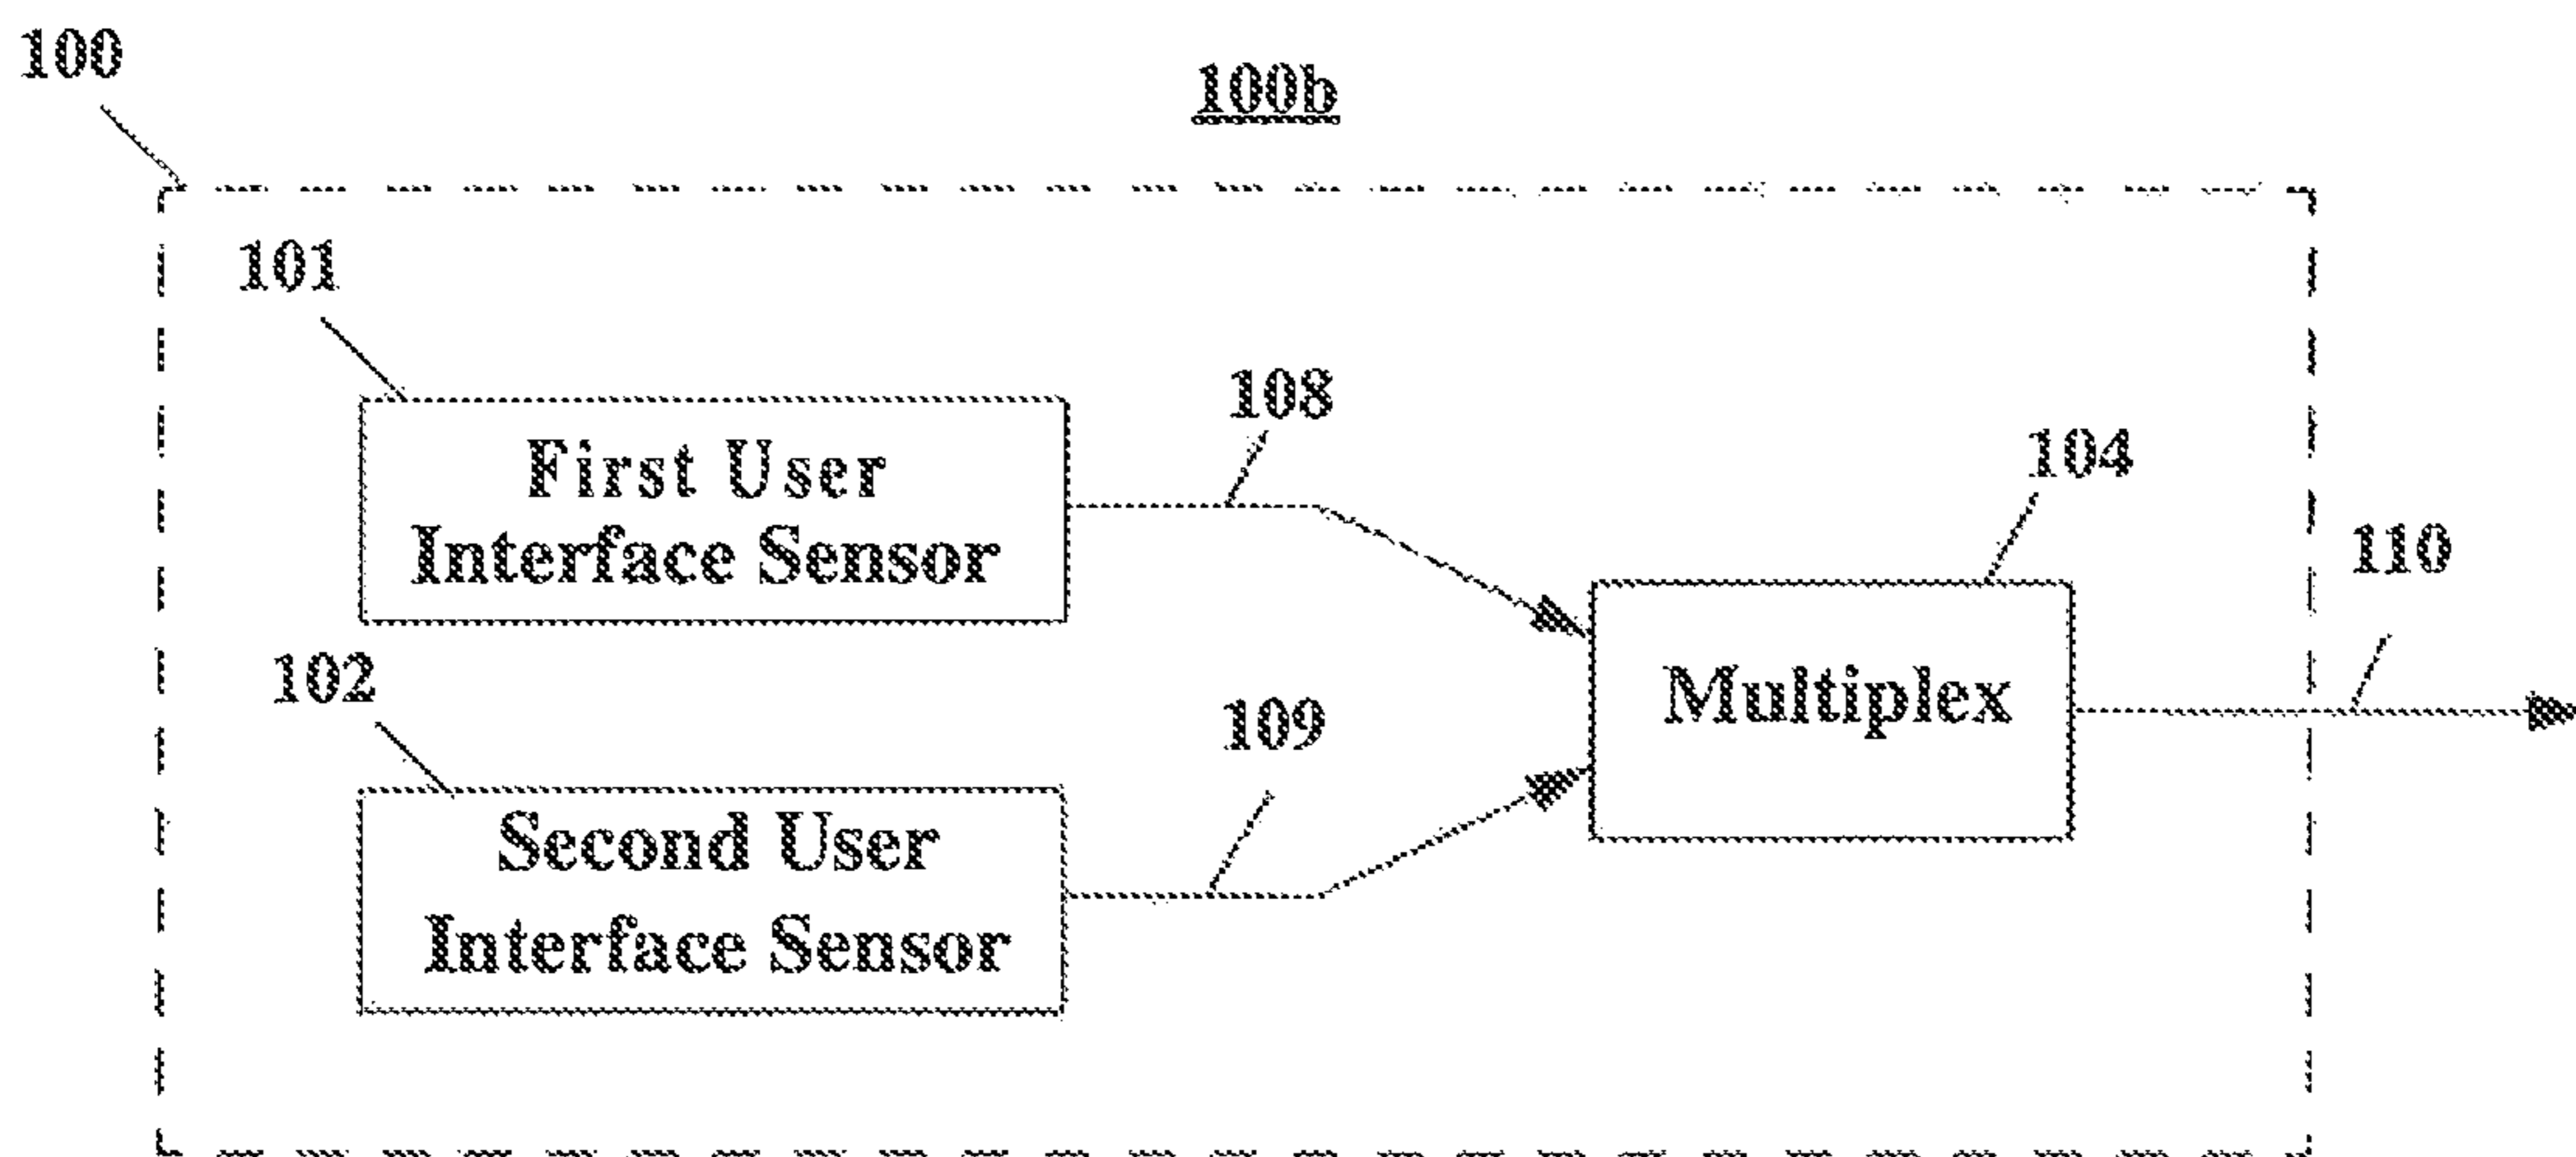 100
100b
101
108
First User
Interface Sensor
104
110
102
109
Multiplex
Second User
Interface Sensor